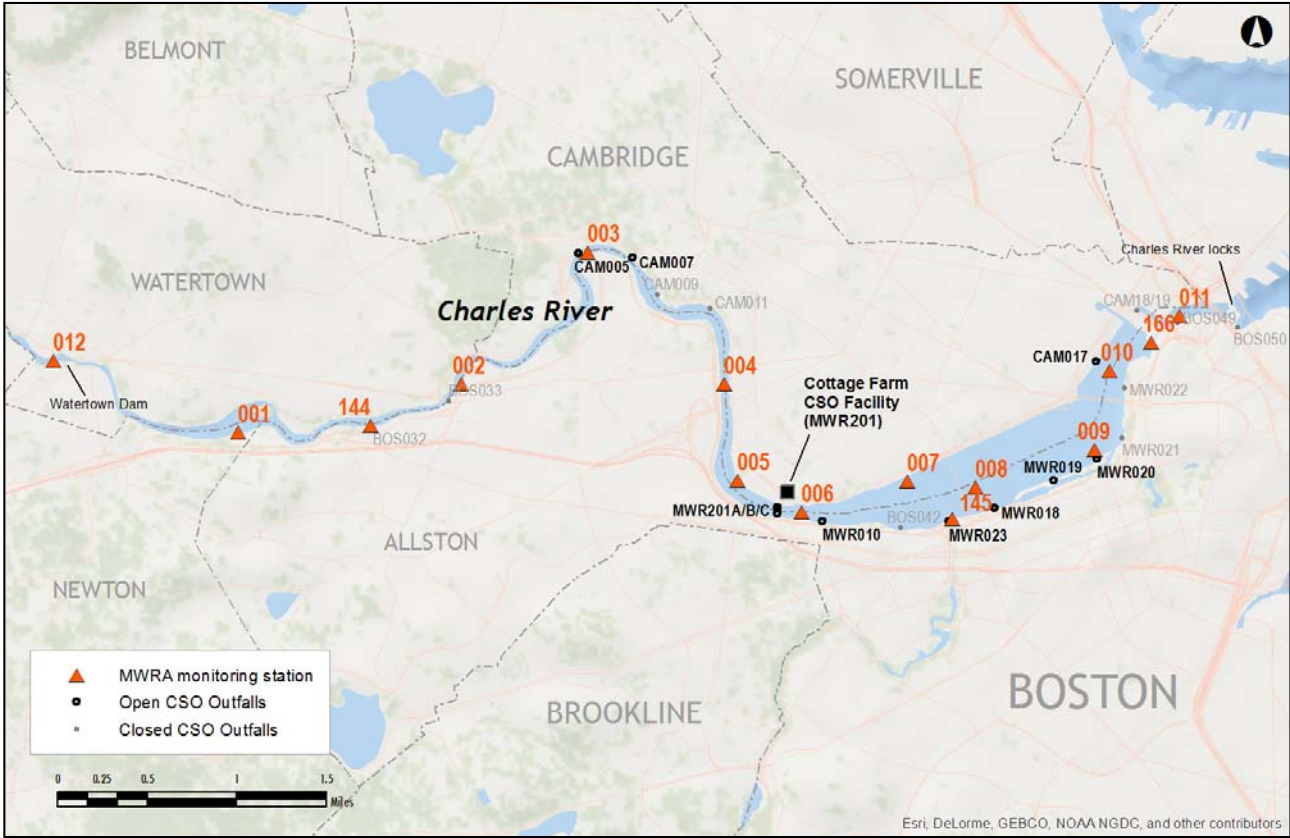 BELMONT
SOMERVILLE
CAMBRIDGE
003
CAM005
CAM007
WATERTOWN
Charles River
CAM009
CAM011
Charles River locks
CAM18/19
011
BOS049
BOS050
166
012
Watertown Dam
002
BOS033
004
CAM017
010
MWR022
Cottage Farm
CSO Facility
(MWR201)
001
144
BOS032
009
MWR021
005
007
008
MWR019
MWR020
MWR201A/B/C
006
145
MWR018
BOS042
MWR010
MWR023
ALLSTON
NEWTON
BOSTON
BROOKLINE
MWRA monitoring station
Open CSO Outfalls
Closed CSO Outfalls
0 0.25 0.5 1 1.5
Miles
Esri, DeLorme, GEBCO, NOAA NGDC, and other contributors